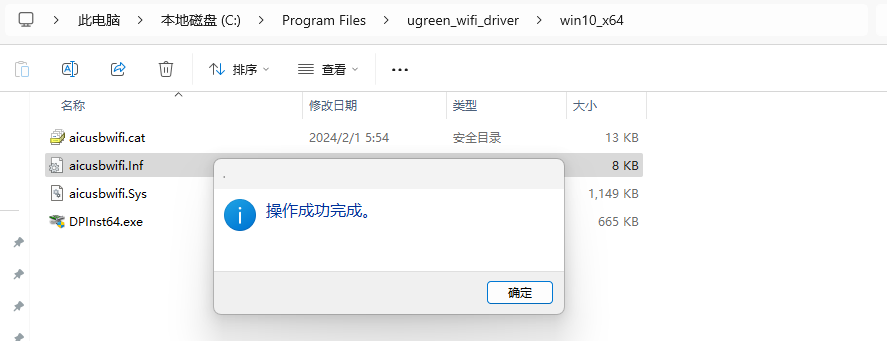 此电脑 > 本地磁盘 (C:) > Program Files > ugreen_wifi_driver > win10_x64
排序 查看 ...
名称 修改日期 类型 大小
aicusbwifi.cat 2024/2/1 5:54 安全目录 13 KB
aicusbwifi.Inf 8 KB
aicusbwifi.Sys 1,149 KB
DPInst64.exe 665 KB
.
操作成功完成。
确定